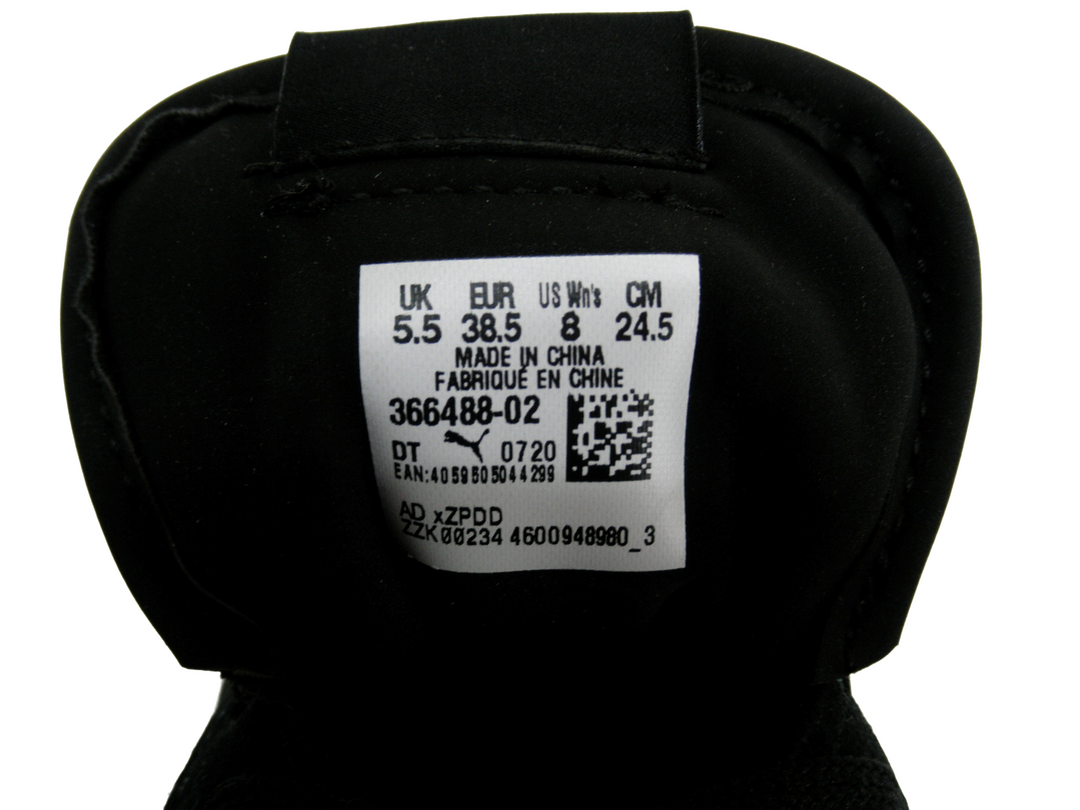 UK EUR US Wn's CM
5.5 38.5 8 24.5
MADE IN CHINA
FABRIQUÉ EN CHINE
366488-02
DT 0720
EAN:4059505044299
AD xZPDD
ZZK00234 4600948980_3